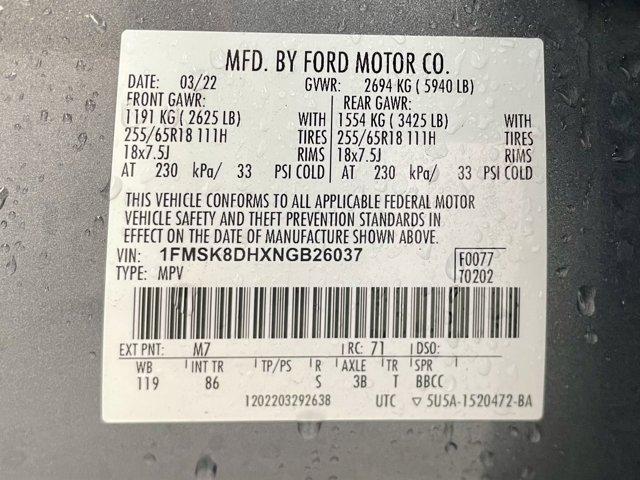 MFD. BY FORD MOTOR CO.
DATE: 03/22 GVWR: 2694 KG ( 5940 LB)
FRONT GAWR: REAR GAWR:
1191 KG ( 2625 LB) WITH 1554 KG ( 3425 LB) WITH
255/65R18 111H TIRES 255/65R18 111H TIRES
18x7.5J RIMS 18x7.5J RIMS
AT 230 kPa/ 33 PSI COLD AT 230 kPa/ 33 PSI COLD
THIS VEHICLE CONFORMS TO ALL APPLICABLE FEDERAL MOTOR
VEHICLE SAFETY AND THEFT PREVENTION STANDARDS IN
EFFECT ON THE DATE OF MANUFACTURE SHOWN ABOVE.
VIN: 1FMSK8DHXNGB26037 F0077
TYPE: MPV T0202
EXT PNT: M7 RC: 71 DSO:
WB INT TR TP/PS R AXLE TR SPR
119 86 S 3B T BBCC
1202203292638 UTC ▽ 5U5A-1520472-BA